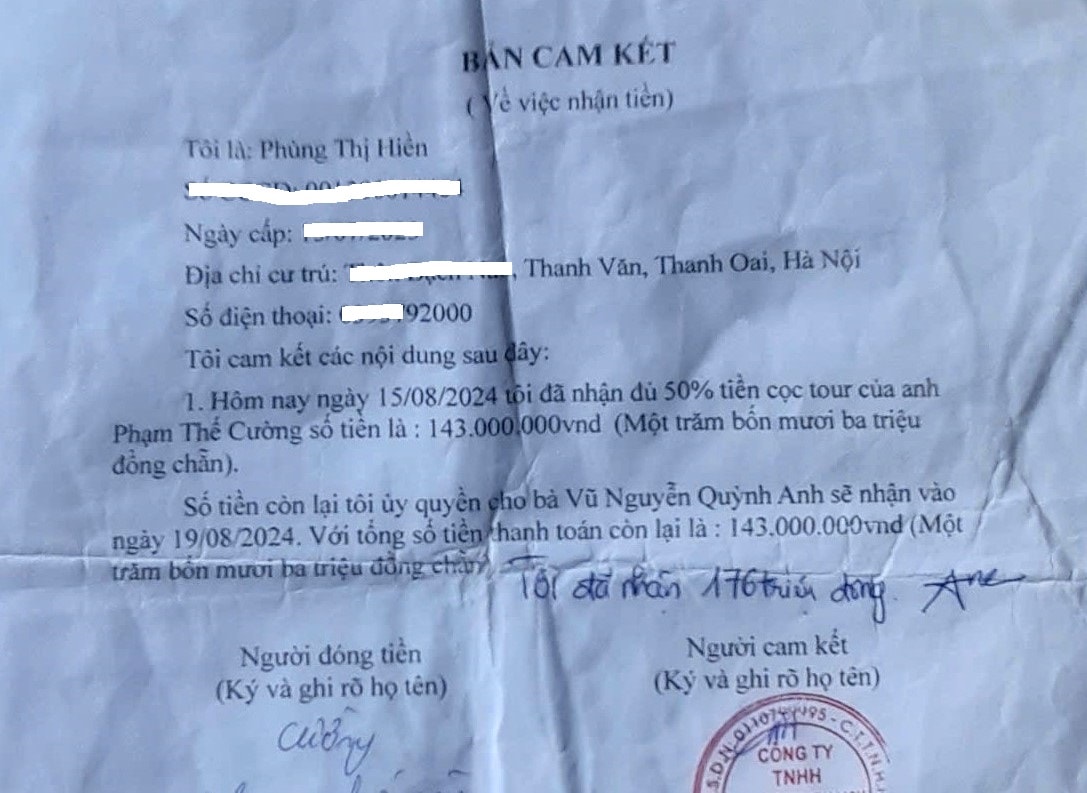 BẢN CAM KẾT
( Về việc nhận tiền)
Tôi là: Phùng Thị Hiền
Ngày cấp:
Địa chỉ cư trú: , Thanh Văn, Thanh Oai, Hà Nội
Số điện thoại: 92000
Tôi cam kết các nội dung sau đây:
1. Hôm nay ngày 15/08/2024 tôi đã nhận đủ 50% tiền cọc tour của anh
Phạm Thế Cường số tiền là : 143.000.000vnd (Một trăm bốn mươi ba triệu
đồng chẵn).
Số tiền còn lại tôi ủy quyền cho bà Vũ Nguyễn Quỳnh Anh sẽ nhận vào
ngày 19/08/2024. Với tổng số tiền thanh toán còn lại là : 143.000.000vnd (Một
trăm bốn mươi ba triệu đồng chẵn)
Tôi đã nhận 176 triệu đồng.
Người đóng tiền
(Ký và ghi rõ họ tên)
Cường
Người cam kết
(Ký và ghi rõ họ tên)
CÔNG TY
TNHH